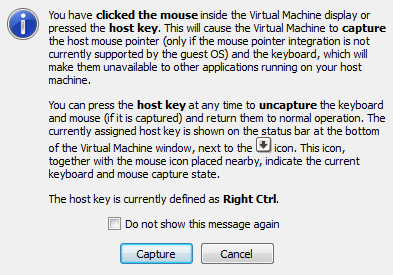 You have clicked the mouse inside the Virtual Machine display or
pressed the host key. This will cause the Virtual Machine to capture
the host mouse pointer (only if the mouse pointer integration is not
currently supported by the guest OS) and the keyboard, which will
make them unavailable to other applications running on your host
machine.
You can press the host key at any time to uncapture the keyboard
and mouse (if it is captured) and return them to normal operation. The
currently assigned host key is shown on the status bar at the bottom
of the Virtual Machine window, next to the icon. This icon,
together with the mouse icon placed nearby, indicate the current
keyboard and mouse capture state.
The host key is currently defined as Right Ctrl.
Do not show this message again
Capture Cancel